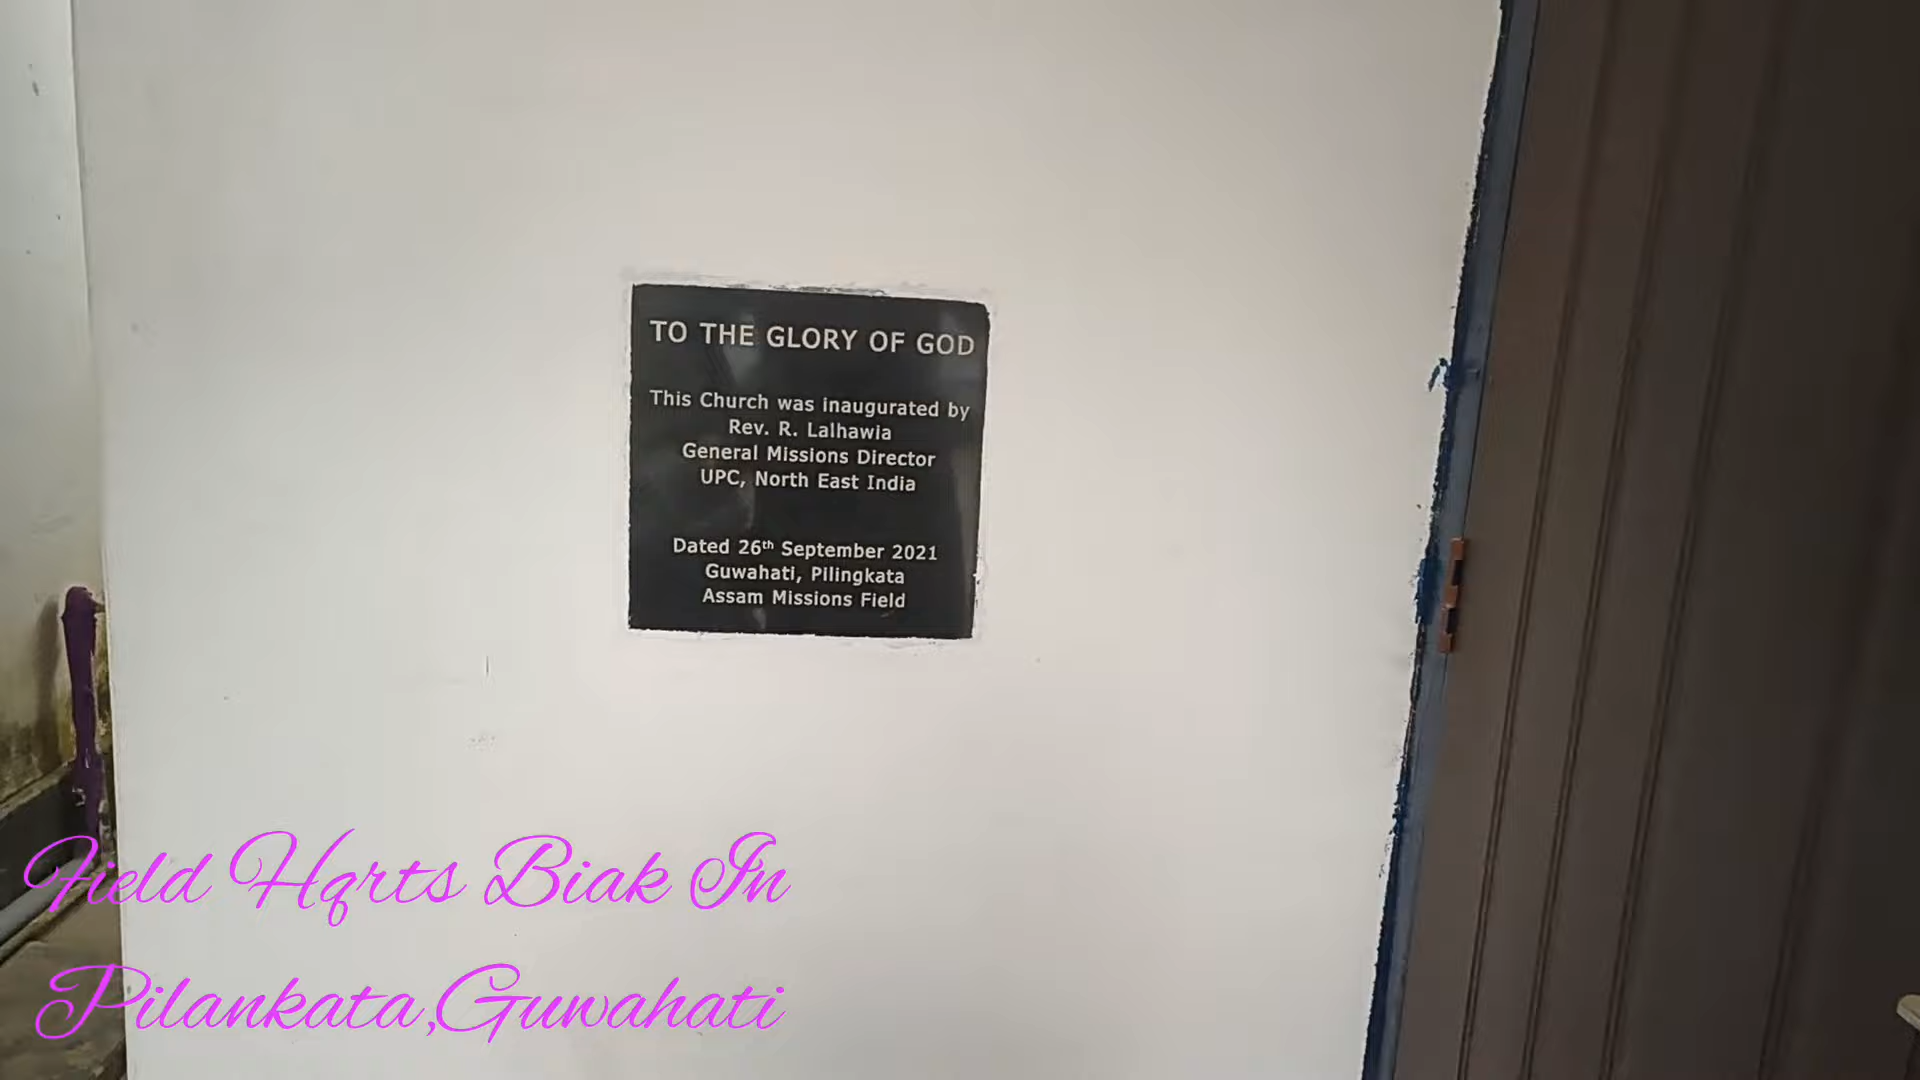 TO THE GLORY OF GOD
This Church was inaugurated by
Rev. R. Lalhawia
General Missions Director
UPC, North East India
Dated 26th September 2021
Guwahati, Pilingkata
Assam Missions Field
Field Hqrts Biak In
Pilankata,Guwahati